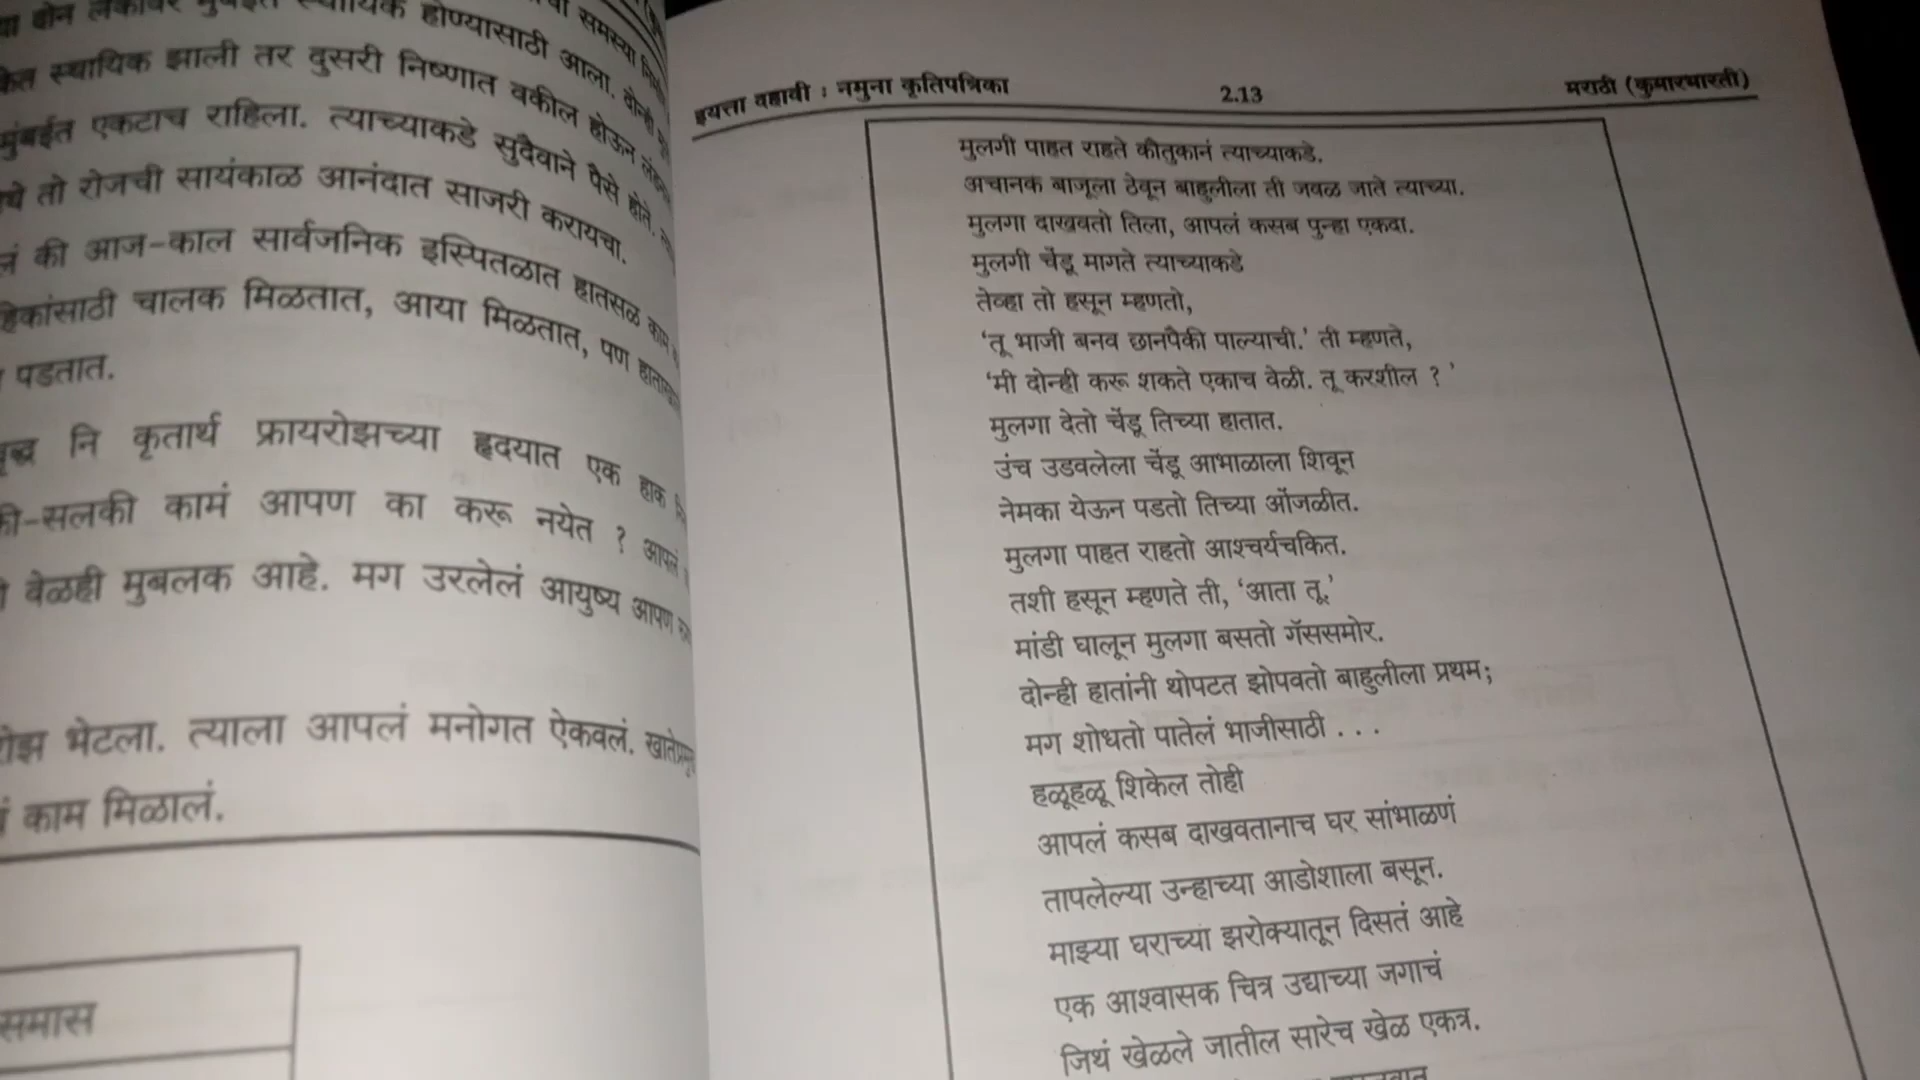 समस्या
स्थायिक होण्यासाठी आला. दोन्ही
स्थायिक झाली तर दुसरी निष्णात वकील होऊन
मुंबईत एकटाच राहिला. त्याच्याकडे सुदैवाने पैसे होते.
तो रोजची सायंकाळ आनंदात साजरी करायचा.
की आज-काल सार्वजनिक इस्पितळात हातसळ काम
चालक मिळतात, आया मिळतात, पण
पडतात.
नि कृतार्थ फ्रायरोझच्या हृदयात एक हाक
कामं आपण का करू नयेत ? आपलं
वेळही मुबलक आहे. मग उरलेलं आयुष्य आपण
भेटला. त्याला आपलं मनोगत ऐकवलं.
काम मिळालं.
समास
इयत्ता दहावी : नमुना कृतिपत्रिका 2.13 मराठी (कुमारभारती)
मुलगी पाहत राहते कौतुकानं त्याच्याकडे.
अचानक बाजूला ठेवून बाहुलीला ती जवळ जाते त्याच्या.
मुलगा दाखवतो तिला, आपलं कसब पुन्हा एकदा.
मुलगी चेंडू मागते त्याच्याकडे
तेव्हा तो हसून म्हणतो,
‘तू भाजी बनव छानपैकी पाल्याची.’ ती म्हणते,
‘मी दोन्ही करू शकते एकाच वेळी. तू करशील ? ’
मुलगा देतो चेंडू तिच्या हातात.
उंच उडवलेला चेंडू आभाळाला शिवून
नेमका येऊन पडतो तिच्या ओंजळीत.
मुलगा पाहत राहतो आश्चर्यचकित.
तशी हसून म्हणते ती, ‘आता तू.’
मांडी घालून मुलगा बसतो गॅससमोर.
दोन्ही हातांनी थोपटत झोपवतो बाहुलीला प्रथम;
मग शोधतो पातेलं भाजीसाठी . . .
हळूहळू शिकेल तोही
आपलं कसब दाखवतानाच घर सांभाळणं
तापलेल्या उन्हाच्या आडोशाला बसून.
माझ्या घराच्या झरोक्यातून दिसतं आहे
एक आश्वासक चित्र उद्याच्या जगाचं
जिथं खेळले जातील सारेच खेळ एकत्र.